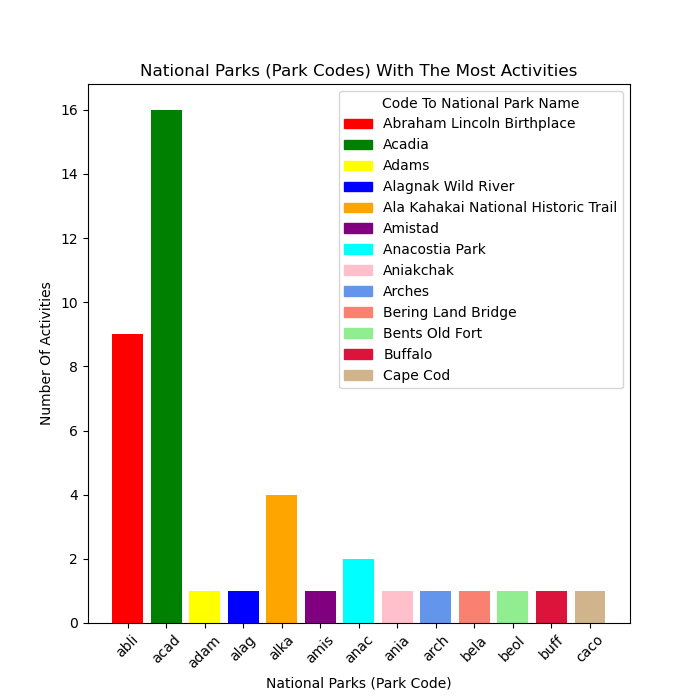 National Parks (Park Codes) With The Most Activities
Code To National Park Name
Abraham Lincoln Birthplace
Acadia
Adams
Alagnak Wild River
Ala Kahakai National Historic Trail
Amistad
Anacostia Park
Aniakchak
Arches
Bering Land Bridge
Bents Old Fort
Buffalo
Cape Cod
Number Of Activities
16
14
12
10
8
6
4
2
0
abli acad adam alag alka amis anac ania arch bela beol buff caco
National Parks (Park Code)